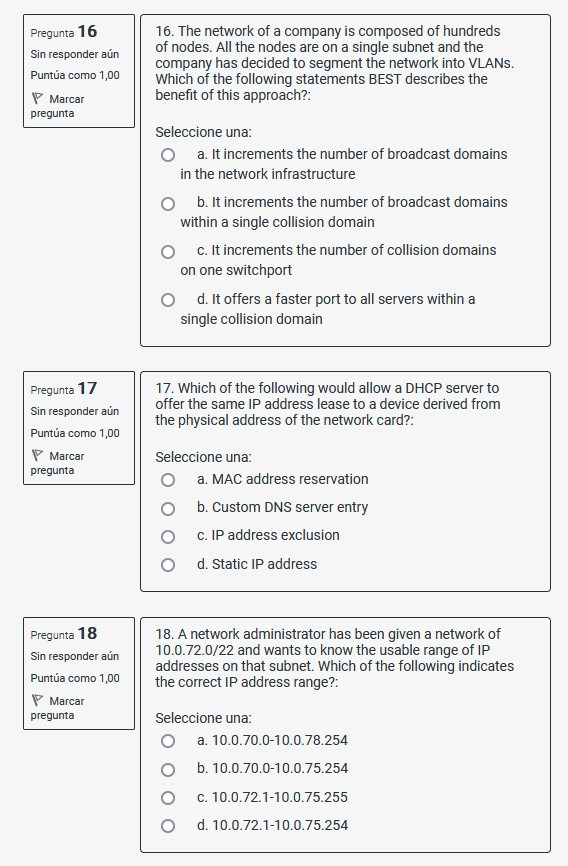 Pregunta 16
Sin responder aún
Puntúa como 1,00
Marcar
pregunta
16. The network of a company is composed of hundreds
of nodes. All the nodes are on a single subnet and the
company has decided to segment the network into VLANs.
Which of the following statements BEST describes the
benefit of this approach?:
Seleccione una:
a. It increments the number of broadcast domains
in the network infrastructure
b. It increments the number of broadcast domains
within a single collision domain
c. It increments the number of collision domains
on one switchport
d. It offers a faster port to all servers within a
single collision domain
Pregunta 17
Sin responder aún
Puntúa como 1,00
Marcar
pregunta
17. Which of the following would allow a DHCP server to
offer the same IP address lease to a device derived from
the physical address of the network card?:
Seleccione una:
a. MAC address reservation
b. Custom DNS server entry
c. IP address exclusion
d. Static IP address
Pregunta 18
Sin responder aún
Puntúa como 1,00
Marcar
pregunta
18. A network administrator has been given a network of
10.0.72.0/22 and wants to know the usable range of IP
addresses on that subnet. Which of the following indicates
the correct IP address range?:
Seleccione una:
a. 10.0.70.0-10.0.78.254
b. 10.0.70.0-10.0.75.254
c. 10.0.72.1-10.0.75.255
d. 10.0.72.1-10.0.75.254